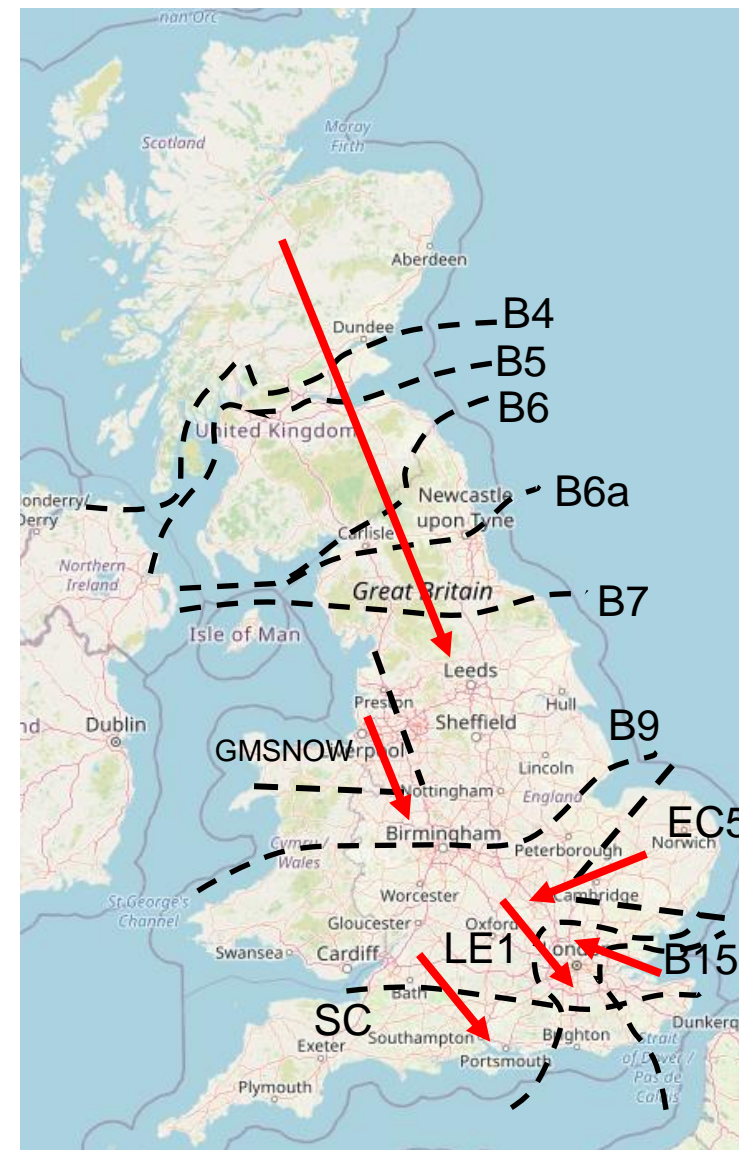 nan'Orc
Moray
Firth
Scotland
Aberdeen
B4
Dundee
B5
B6
United Kingdom
B6a
onderry/
Derry
Newcastle
upon Tyne
Carlisle
Northern
Ireland
Great Britain
B7
Isle of Man
Leeds
Preston
Hull
Dublin
Sheffield
B9
GMSNOW
Liverpool
Lincoln
Nottingham
England
EC5
Birmingham
Norwich
Cymru /
Wales
Peterborough
St George's
Channel
Worcester
Cambridge
Gloucester
Oxford
LE1
London
B15
Swansea
Cardiff
Bath
SC
Southampton
Brighton
Strait
of Dover /
Pas de
Calais
Dunkerq
Exeter
Portsmouth
Plymouth